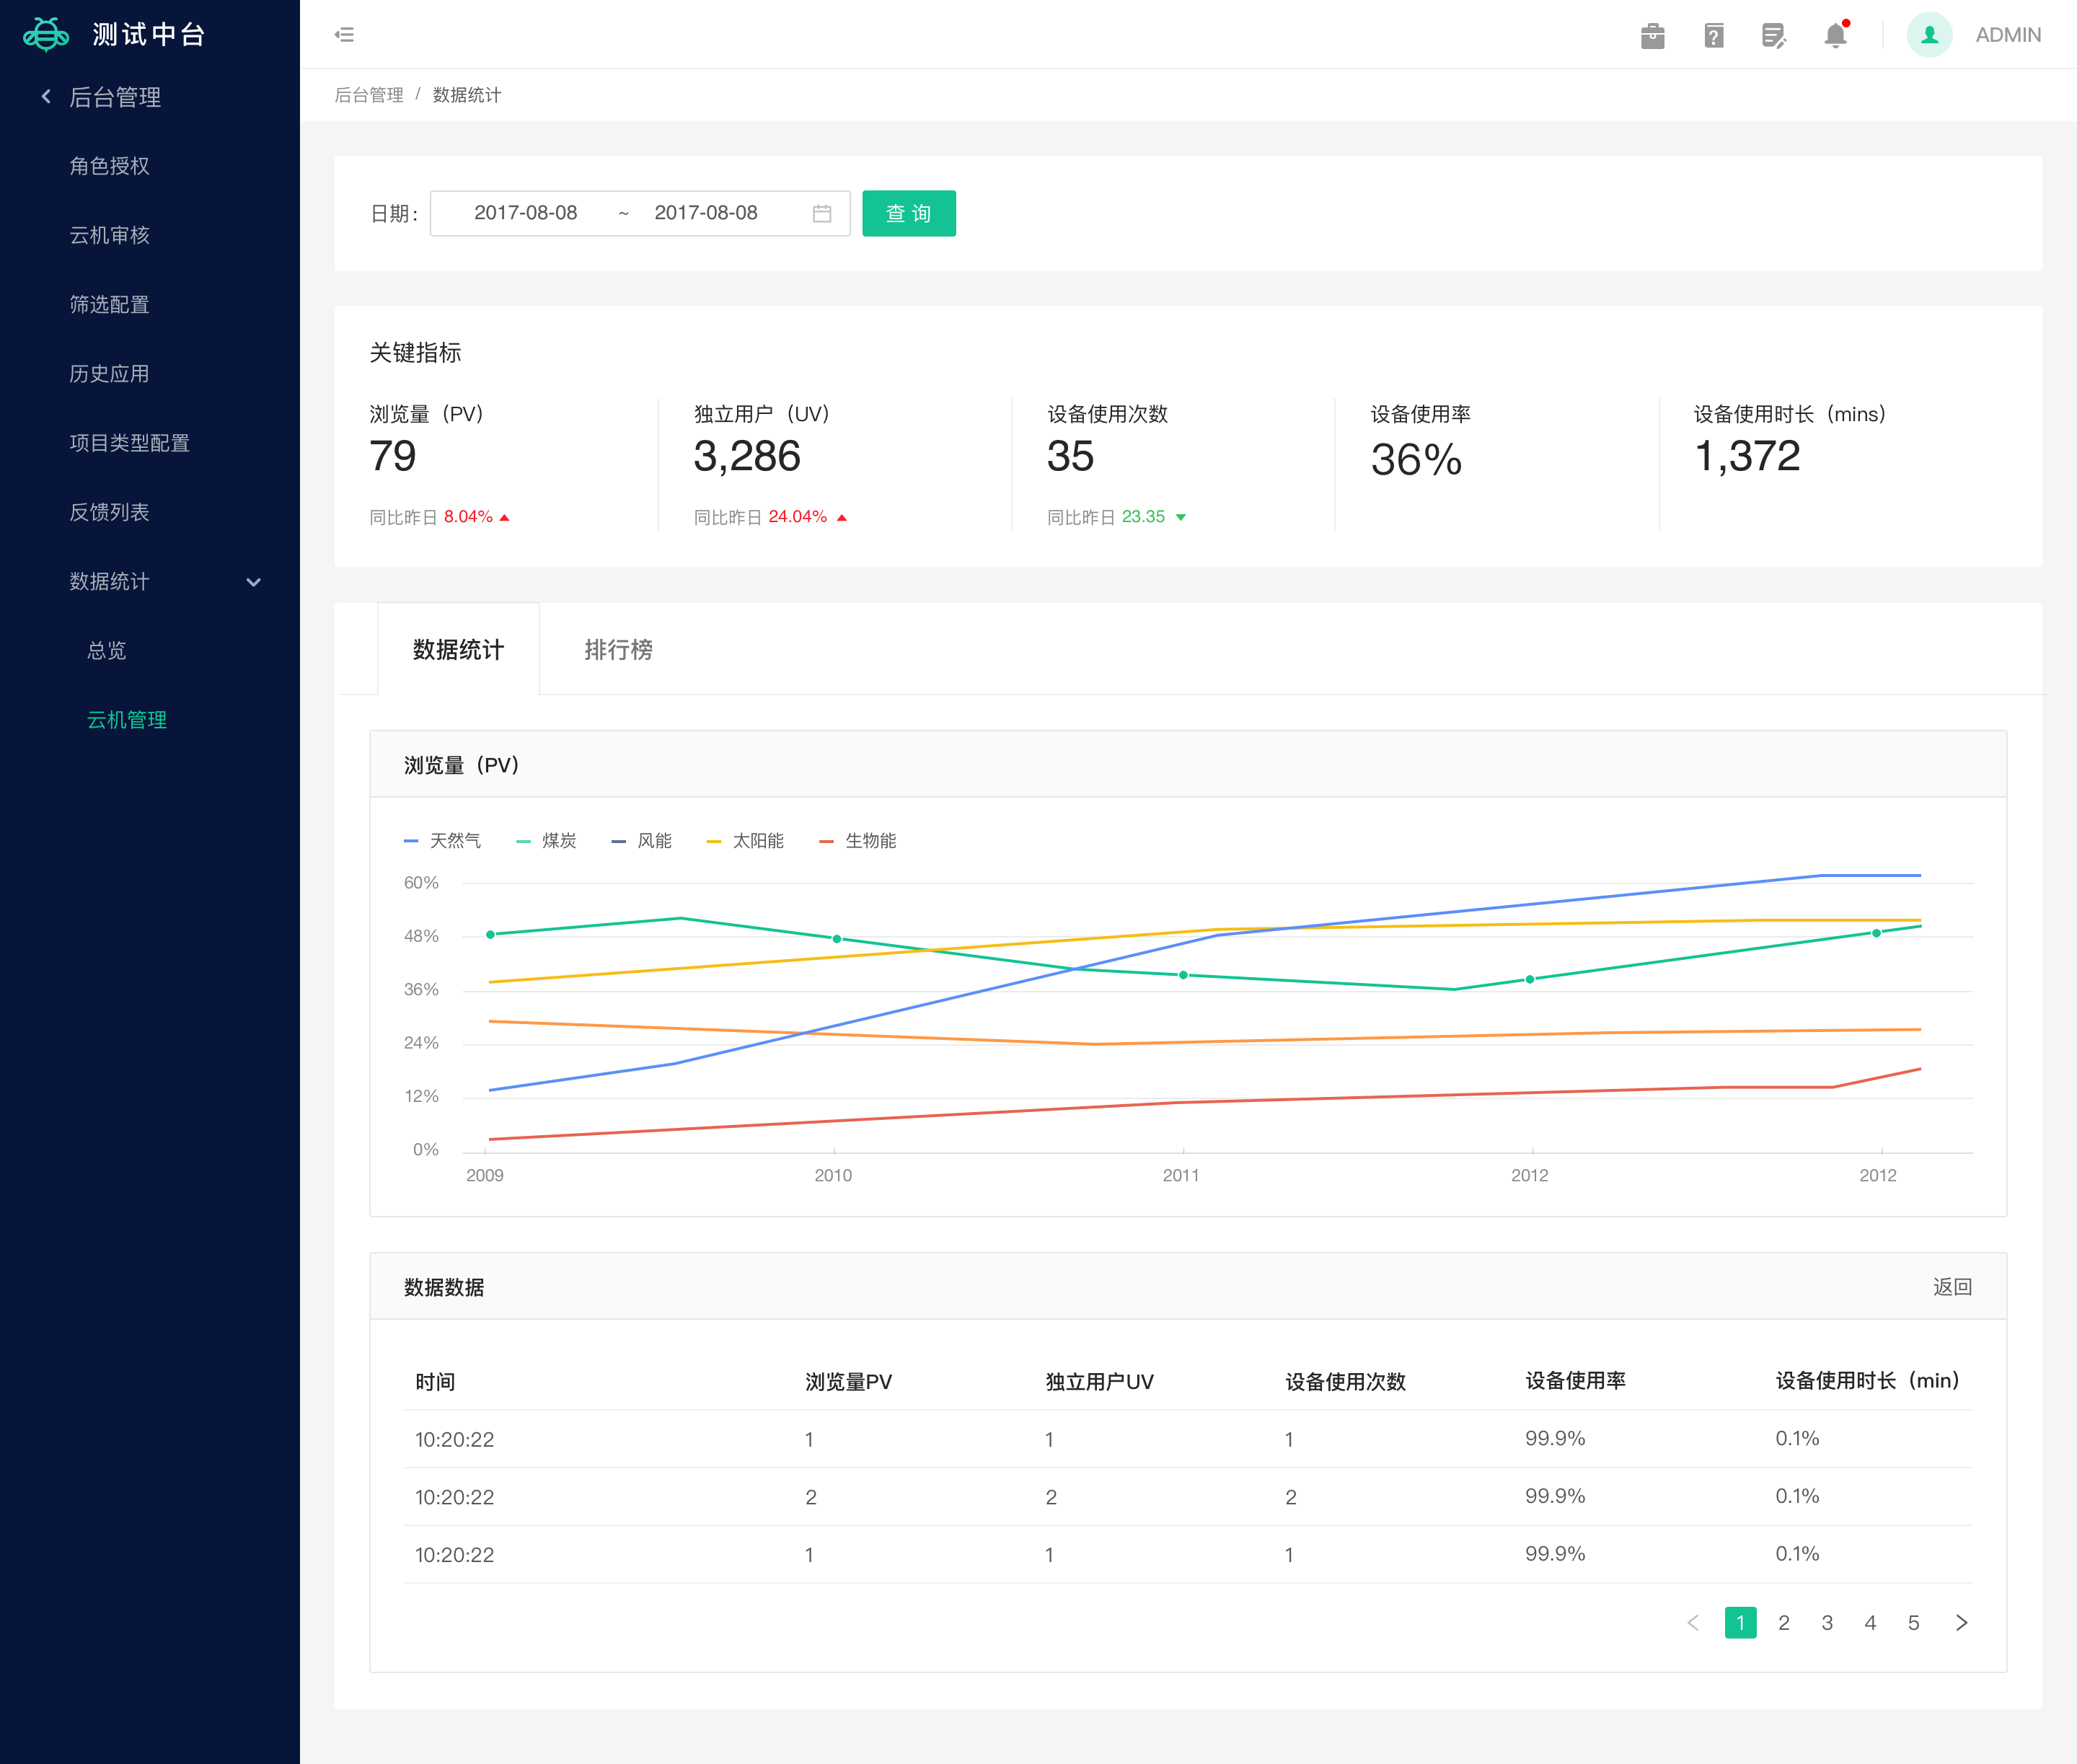 测试中台
ADMIN
后台管理
后台管理 / 数据统计
角色授权
云机审核
筛选配置
历史应用
项目类型配置
反馈列表
数据统计
总览
云机管理
日期: 2017-08-08 ~ 2017-08-08 查 询
关键指标
浏览量（PV） 独立用户（UV） 设备使用次数 设备使用率 设备使用时长（mins）
79 3,286 35 36% 1,372
同比昨日 8.04% 同比昨日 24.04% 同比昨日 23.35
数据统计 排行榜
浏览量（PV）
天然气 煤炭 风能 太阳能 生物能
60%
48%
36%
24%
12%
0%
2009 2010 2011 2012 2012
数据数据 返回
时间 浏览量PV 独立用户UV 设备使用次数 设备使用率 设备使用时长（min）
10:20:22 1 1 1 99.9% 0.1%
10:20:22 2 2 2 99.9% 0.1%
10:20:22 1 1 1 99.9% 0.1%
1 2 3 4 5